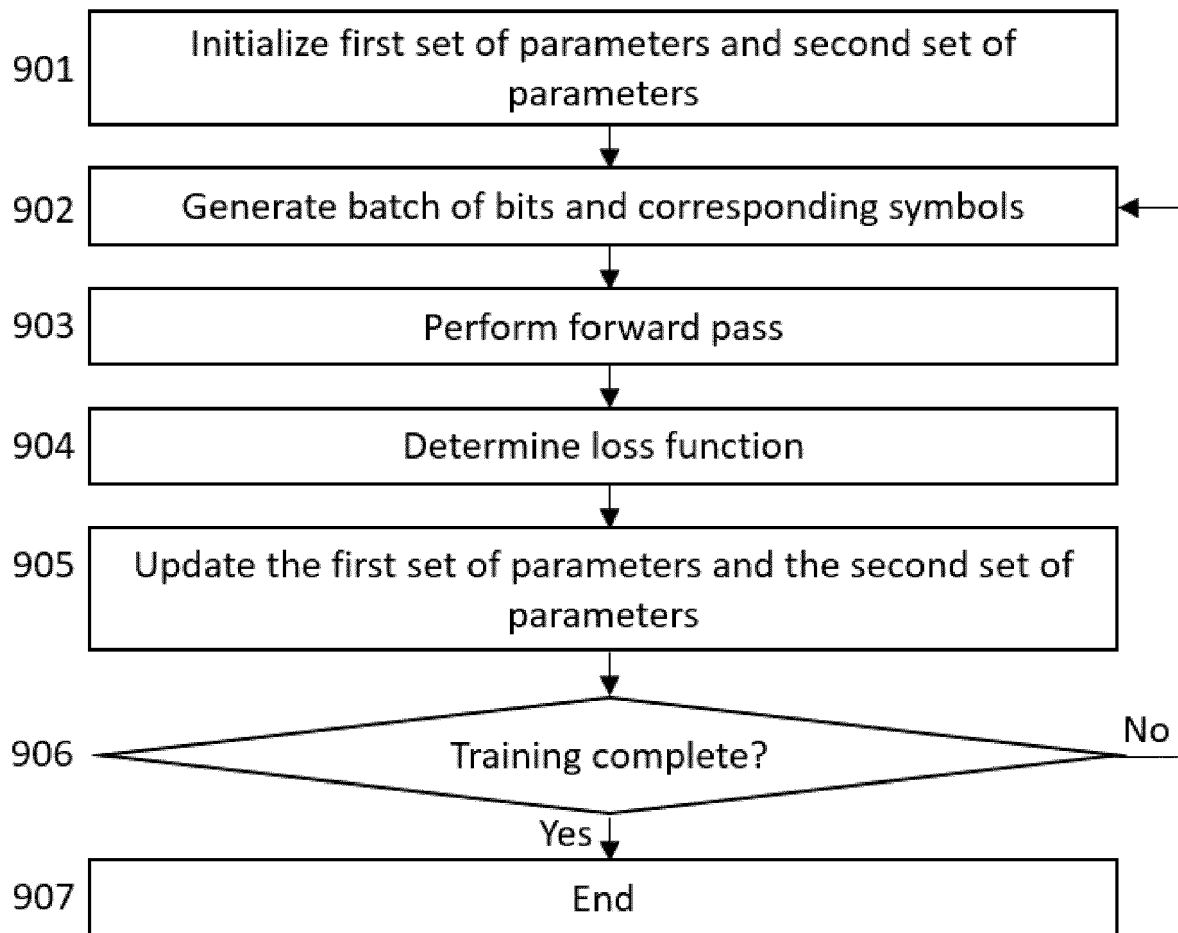 901
Initialize first set of parameters and second set of
parameters
902
Generate batch of bits and corresponding symbols
903
Perform forward pass
904
Determine loss function
905
Update the first set of parameters and the second set of
parameters
906
Training complete?
No
Yes
907
End